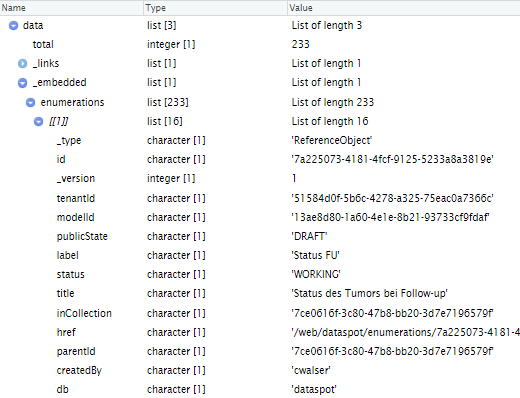 Name Type Value
data list [3] List of length 3
total integer [1] 233
_links list [1] List of length 1
_embedded list [1] List of length 1
enumerations list [233] List of length 233
[[1]] list [16] List of length 16
_type character [1] 'ReferenceObject'
id character [1] '7a225073-4181-4fcf-9125-5233a8a3819e'
_version integer [1] 1
tenantId character [1] '51584d0f-5b6c-4278-a325-75eac0a7366c'
modelId character [1] '13ae8d80-1a60-4e1e-8b21-93733cf9fdaf'
publicState character [1] 'DRAFT'
label character [1] 'Status FU'
status character [1] 'WORKING'
title character [1] 'Status des Tumors bei Follow-up'
inCollection character [1] '7ce0616f-3c80-47b8-bb20-3d7e7196579f'
href character [1] '/web/dataspot/enumerations/7a225073-4181-4
parentId character [1] '7ce0616f-3c80-47b8-bb20-3d7e7196579f'
createdBy character [1] 'cwalser'
db character [1] 'dataspot'